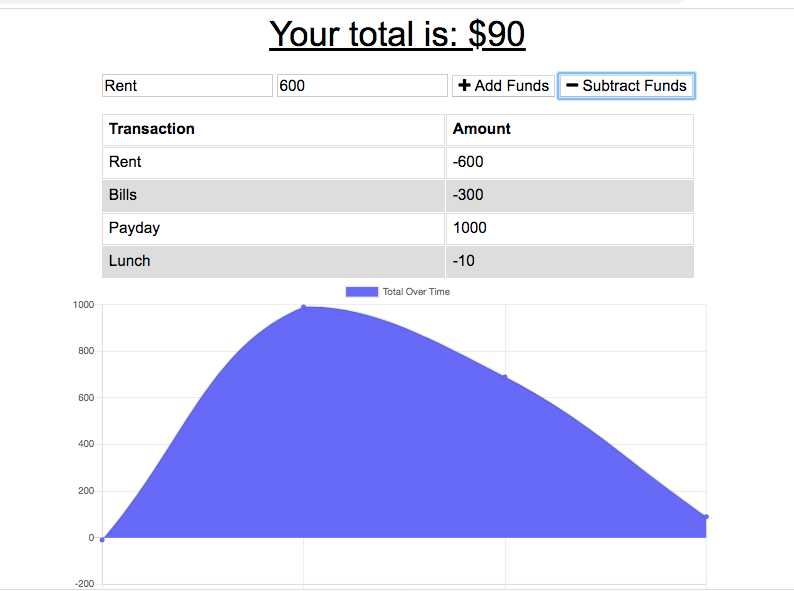 Your total is: $90
Rent 600 Add Funds Subtract Funds
Transaction Amount
Rent -600
Bills -300
Payday 1000
Lunch -10
Total Over Time
1000
800
600
400
200
0
-200